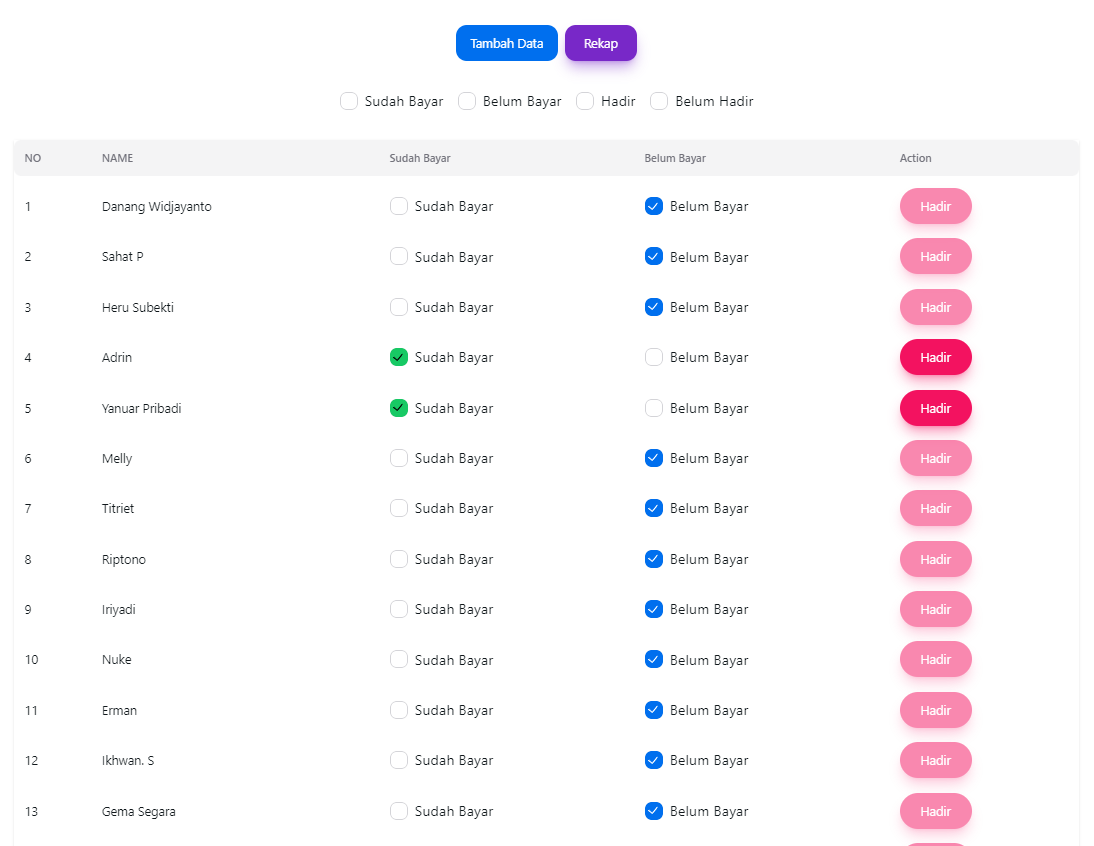 Tambah Data Rekap
Sudah Bayar Belum Bayar Hadir Belum Hadir
NO NAME Sudah Bayar Belum Bayar Action
1 Danang Widjayanto Sudah Bayar Belum Bayar Hadir
2 Sahat P Sudah Bayar Belum Bayar Hadir
3 Heru Subekti Sudah Bayar Belum Bayar Hadir
4 Adrin Sudah Bayar Belum Bayar Hadir
5 Yanuar Pribadi Sudah Bayar Belum Bayar Hadir
6 Melly Sudah Bayar Belum Bayar Hadir
7 Titriet Sudah Bayar Belum Bayar Hadir
8 Riptono Sudah Bayar Belum Bayar Hadir
9 Iriyadi Sudah Bayar Belum Bayar Hadir
10 Nuke Sudah Bayar Belum Bayar Hadir
11 Erman Sudah Bayar Belum Bayar Hadir
12 Ikhwan. S Sudah Bayar Belum Bayar Hadir
13 Gema Segara Sudah Bayar Belum Bayar Hadir